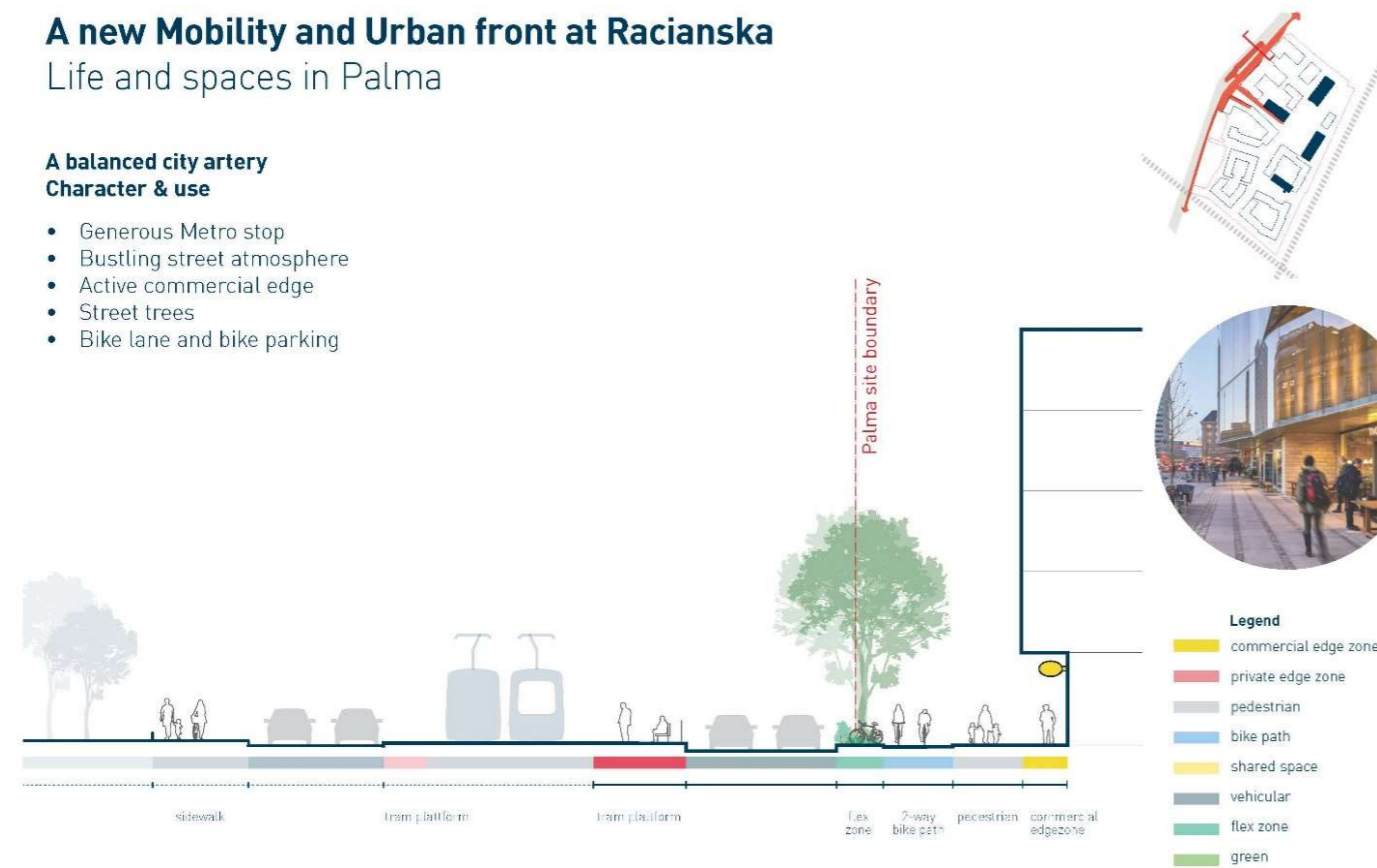 A new Mobility and Urban front at Racianska
Life and spaces in Palma
A balanced city artery
Character & use
• Generous Metro stop
• Bustling street atmosphere
• Active commercial edge
• Street trees
• Bike lane and bike parking
Palma site boundary
sidewalk
tram plattform
tram plattform
flex
zone
2-way
bike path
pedestrian
commercial
edgezone
Legend
commercial edge zone
private edge zone
pedestrian
bike path
shared space
vehicular
flex zone
green